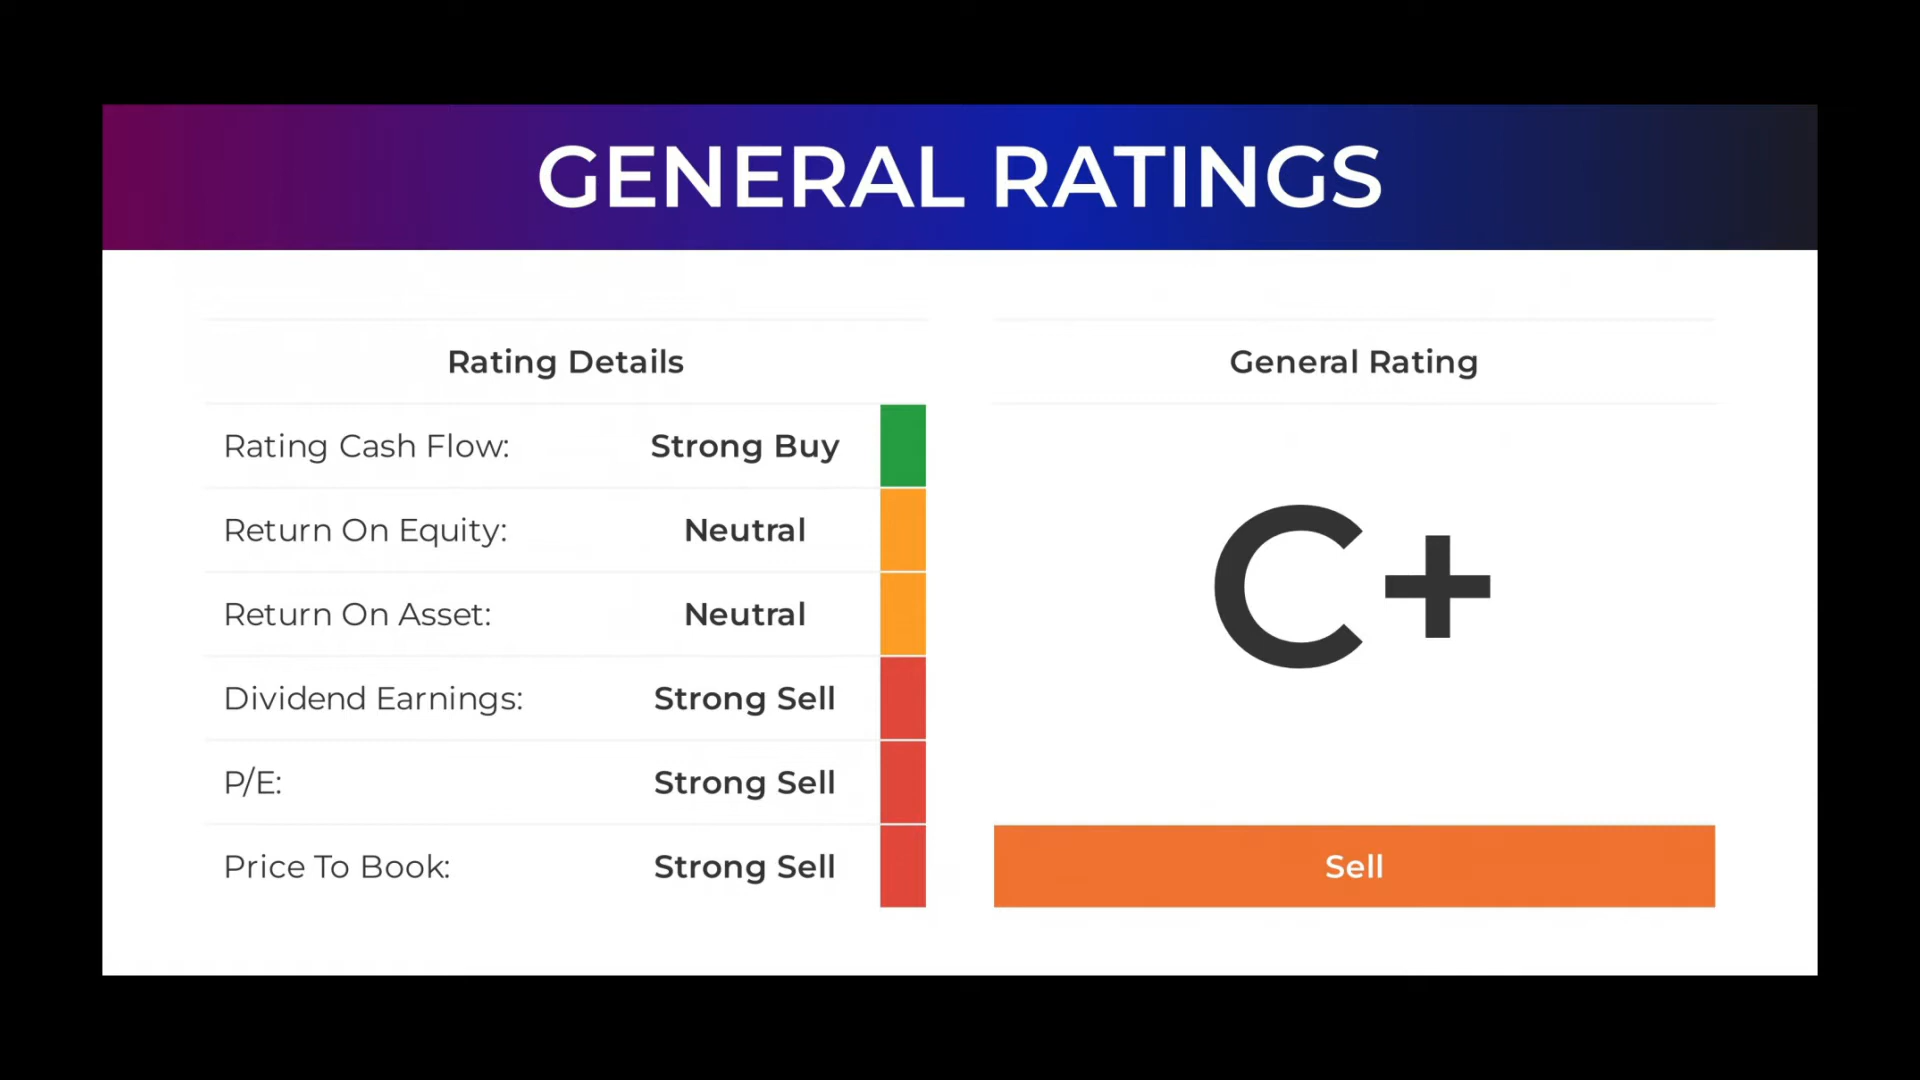 GENERAL RATINGS
Rating Details
Rating Cash Flow: Strong Buy
Return On Equity: Neutral
Return On Asset: Neutral
Dividend Earnings: Strong Sell
P/E: Strong Sell
Price To Book: Strong Sell
General Rating
C+
Sell